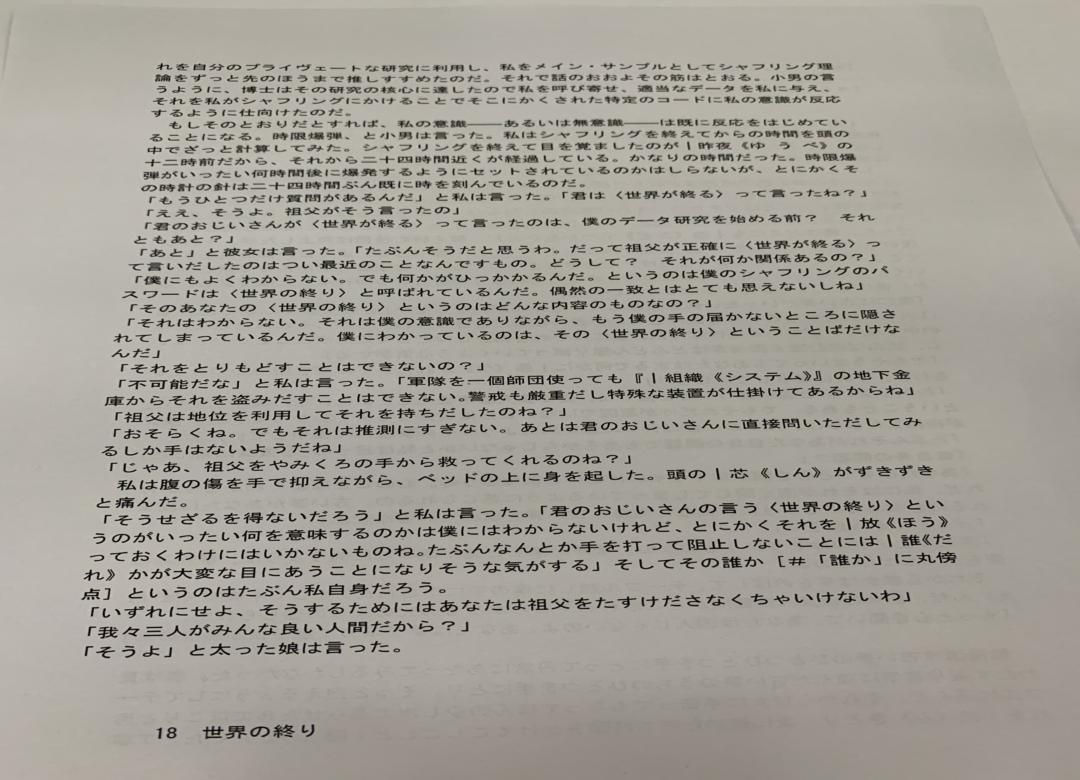 れを自分のプライヴェートな研究に利用し、私をメイン・サンプルとしてシャフリング理
論をずっと先のほうまで推しすすめたのだ。それで話のおおよその筋はとおる。小男の言
うように、博士はその研究の核心に達したので私を呼び寄せ、適当なデータを私に与え、
それを私がシャフリングにかけることでそこにかくされた特定のコードに私の意識が反応
するように仕向けたのだ。
もしそのとおりだとすれば、私の意識——あるいは無意識——は既に反応をはじめてい
ることになる。時限爆弾、と小男は言った。私はシャフリングを終えてからの時間を頭の
中でざっと計算してみた。シャフリングを終えて目を覚ましたのが|昨夜《ゆうべ》の
十二時前だから、それから二十四時間近くが経過している。かなりの時間だった。時限爆
弾がいったい何時間後に爆発するようにセットされているのかはしらないが、とにかくそ
の時計の針は二十四時間ぶん既に時を刻んでいるのだ。
「もうひとつだけ質問があるんだ」と私は言った。「君は〈世界が終る〉って言ったね?」
「ええ、そうよ。祖父がそう言ったの」
「君のおじいさんが〈世界が終る〉って言ったのは、僕のデータ研究を始める前? それ
ともあと?」
「あと」と彼女は言った。「たぶんそうだと思うわ。だって祖父が正確に〈世界が終る〉っ
て言いだしたのはつい最近のことなんですもの。どうして? それが何か関係あるの?」
「僕にもよくわからない。でも何かがひっかかるんだ。というのは僕のシャフリングのパ
スワードは〈世界の終り〉と呼ばれているんだ。偶然の一致とはとても思えないしね」
「そのあなたの〈世界の終り〉というのはどんな内容のものなの?」
「それはわからない。それは僕の意識でありながら、もう僕の手の届かないところに隠さ
れてしまっているんだ。僕にわかっているのは、その〈世界の終り〉ということばだけな
んだ」
「それをとりもどすことはできないの?」
「不可能だな」と私は言った。「軍隊を一個師団使っても『|組織《システム》』の地下金
庫からそれを盗みだすことはできない。警戒も厳重だし特殊な装置が仕掛けてあるからね」
「祖父は地位を利用してそれを持ちだしたのね?」
「おそらくね。でもそれは推測にすぎない。あとは君のおじいさんに直接問いただしてみ
るしか手はないようだね」
「じゃあ、祖父をやみくろの手から救ってくれるのね?」
私は腹の傷を手で抑えながら、ベッドの上に身を起した。頭の|芯《しん》がずきずき
と痛んだ。
「そうせざるを得ないだろう」と私は言った。「君のおじいさんの言う〈世界の終り〉とい
うのがいったい何を意味するのかは僕にはわからないけれど、とにかくそれを|放《ほう》
っておくわけにはいかないものね。たぶんなんとか手を打って阻止しないことには|誰《だ
れ》かが大変な目にあうことになりそうな気がする」そしてその誰か[#「誰か」に丸傍
点]というのはたぶん私自身だろう。
「いずれにせよ、そうするためにはあなたは祖父をたすけださなくちゃいけないわ」
「我々三人がみんな良い人間だから?」
「そうよ」と太った娘は言った。
18 世界の終り